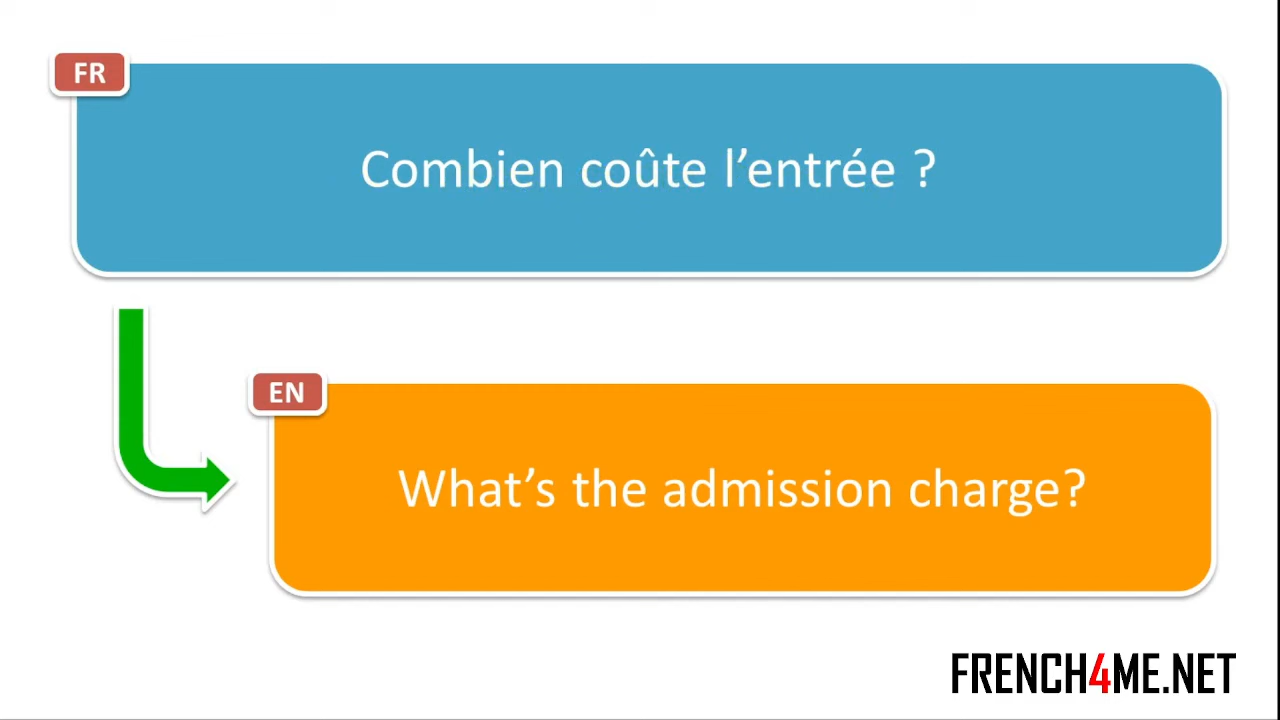 FR
Combien coûte l’entrée ?
EN
What’s the admission charge?
FRENCH4ME.NET